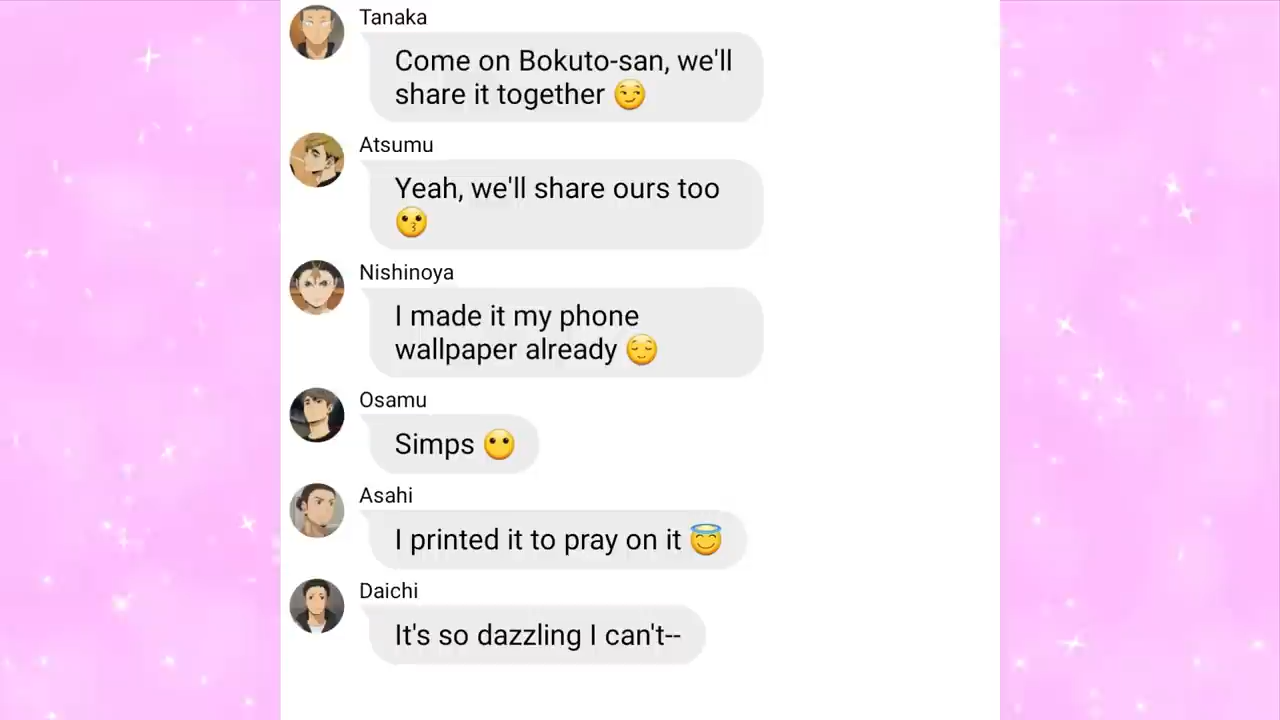 Tanaka
Come on Bokuto-san, we'll
share it together 😏
Atsumu
Yeah, we'll share ours too
😗
Nishinoya
I made it my phone
wallpaper already 😌
Osamu
Simps 😶
Asahi
I printed it to pray on it 😇
Daichi
It's so dazzling I can't--